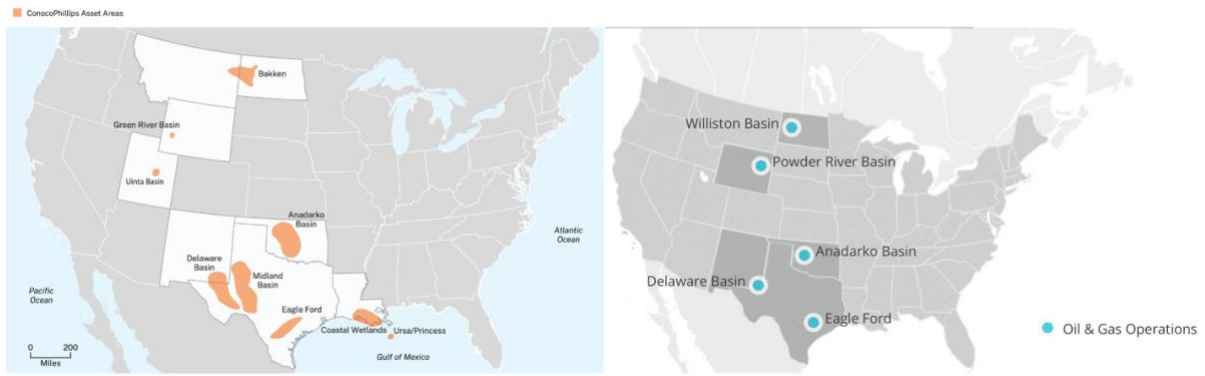 ConocoPhillips Asset Areas
Bakken
Green River Basin
Uinta Basin
Anadarko
Basin
Delaware
Basin
Midland
Basin
Eagle Ford
Coastal Wetlands
Ursa/Princess
Gulf of Mexico
Pacific
Ocean
Atlantic
Ocean
0 200
Miles
Williston Basin
Powder River Basin
Anadarko Basin
Delaware Basin
Eagle Ford
Oil & Gas Operations